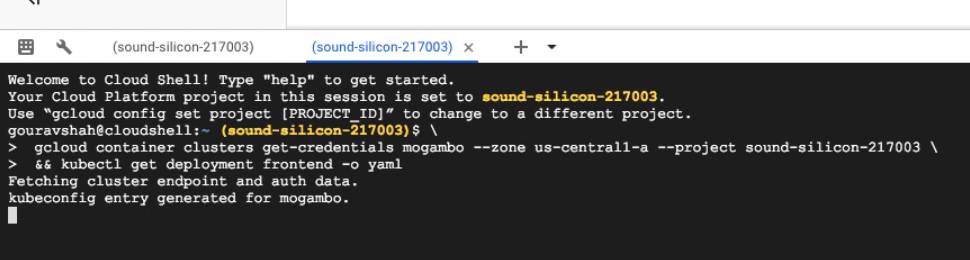 (sound-silicon-217003) (sound-silicon-217003) ×
Welcome to Cloud Shell! Type "help" to get started.
Your Cloud Platform project in this session is set to sound-silicon-217003.
Use “gcloud config set project [PROJECT_ID]” to change to a different project.
gouravshah@cloudshell:~ (sound-silicon-217003)$ \
>  gcloud container clusters get-credentials mogambo --zone us-central1-a --project sound-silicon-217003 \
>  && kubectl get deployment frontend -o yaml
Fetching cluster endpoint and auth data.
kubeconfig entry generated for mogambo.